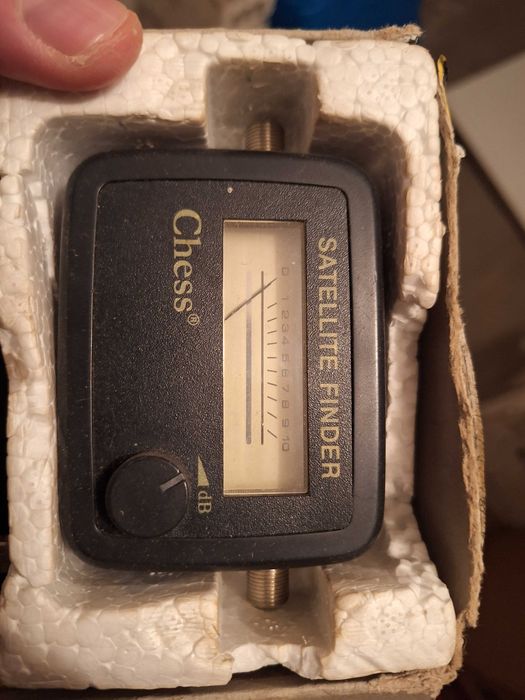 SATELLITE FINDER
0 1 2 3 4 5 6 7 8 9 10
Chess®
dB